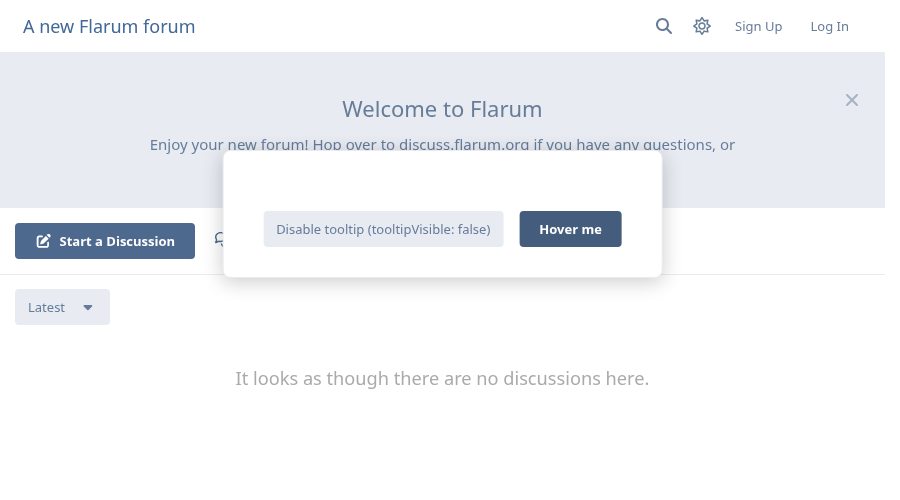 A new Flarum forum
Sign Up
Log In
Welcome to Flarum
Enjoy your new forum! Hop over to discuss.flarum.org if you have any questions, or
Disable tooltip (tooltipVisible: false)
Hover me
Start a Discussion
Latest
It looks as though there are no discussions here.